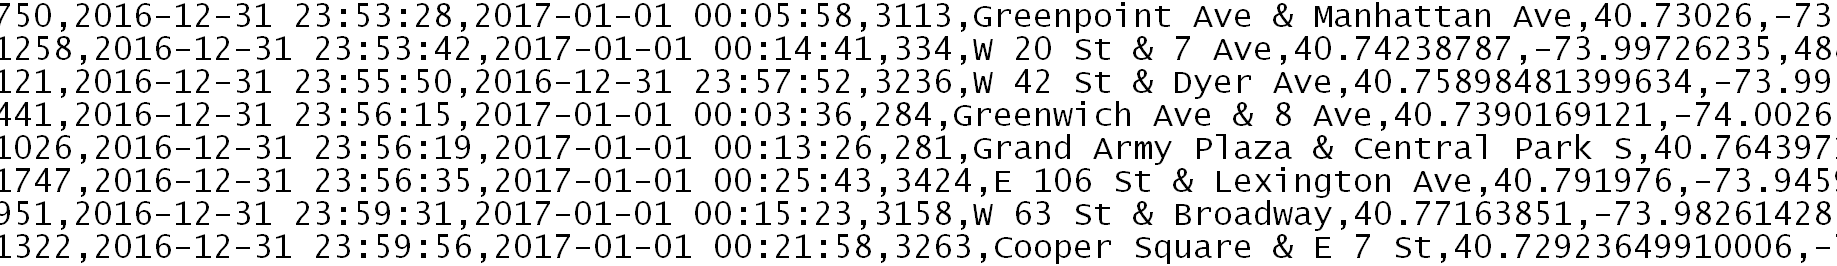 750,2016-12-31 23:53:28,2017-01-01 00:05:58,3113,Greenpoint Ave & Manhattan Ave,40.73026,-73
1258,2016-12-31 23:53:42,2017-01-01 00:14:41,334,W 20 St & 7 Ave,40.74238787,-73.99726235,48
121,2016-12-31 23:55:50,2016-12-31 23:57:52,3236,W 42 St & Dyer Ave,40.75898481399634,-73.99
441,2016-12-31 23:56:15,2017-01-01 00:03:36,284,Greenwich Ave & 8 Ave,40.7390169121,-74.0026
1026,2016-12-31 23:56:19,2017-01-01 00:13:26,281,Grand Army Plaza & Central Park S,40.764397
1747,2016-12-31 23:56:35,2017-01-01 00:25:43,3424,E 106 St & Lexington Ave,40.791976,-73.945
951,2016-12-31 23:59:31,2017-01-01 00:15:23,3158,W 63 St & Broadway,40.77163851,-73.98261428
1322,2016-12-31 23:59:56,2017-01-01 00:21:58,3263,Cooper Square & E 7 St,40.72923649910006,-